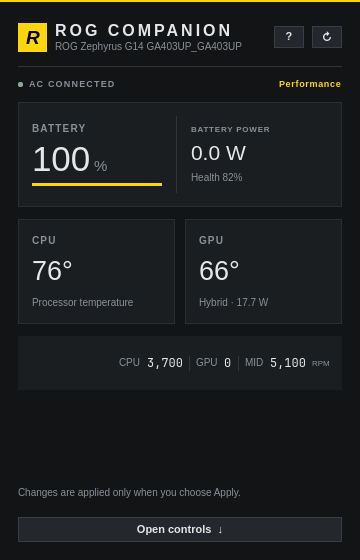 R ROG COMPANION
ROG Zephyrus G14 GA403UP_GA403UP
?
AC CONNECTED Performance
BATTERY
100 %
BATTERY POWER
0.0 W
Health 82%
CPU
76°
Processor temperature
GPU
66°
Hybrid · 17.7 W
CPU 3,700 GPU 0 MID 5,100 RPM
Changes are applied only when you choose Apply.
Open controls ↓